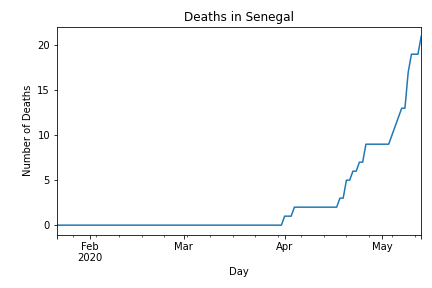 Deaths in Senegal
Number of Deaths
20
15
10
5
0
Feb
2020
Mar
Apr
May
Day